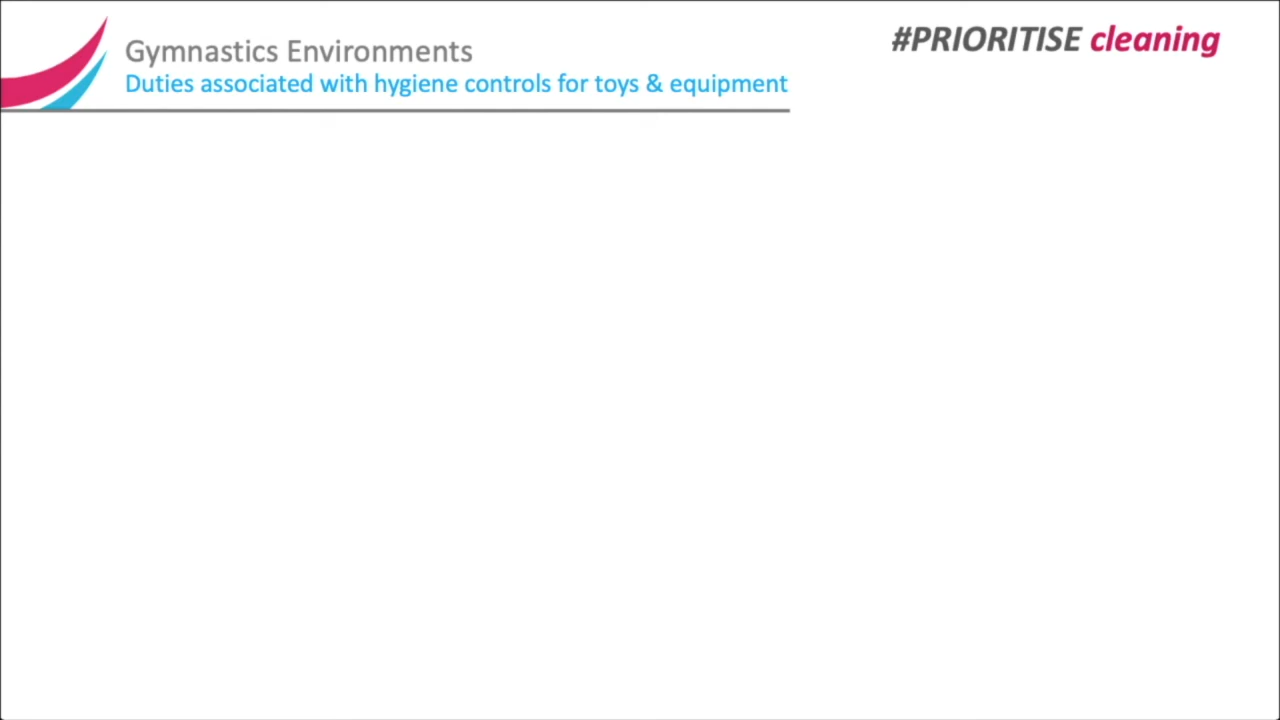 Gymnastics Environments
#PRIORITISE cleaning
Duties associated with hygiene controls for toys & equipment